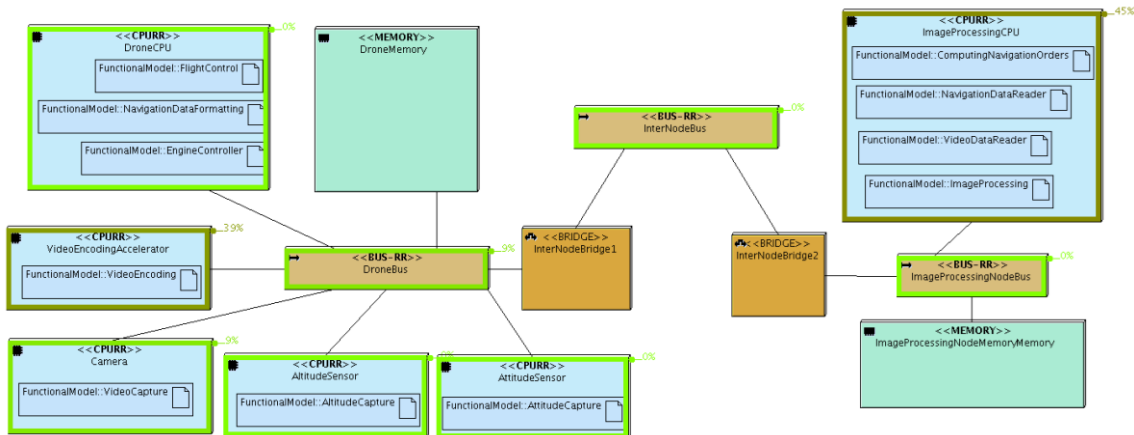 <<CPURR>>
DroneCPU
0%
FunctionalModel::FlightControl
FunctionalModel::NavigationDataFormatting
FunctionalModel::EngineController
<<MEMORY>>
DroneMemory
<<BUS-RR>>
InterNodeBus
0%
<<CPURR>>
ImageProcessingCPU
45%
FunctionalModel::ComputingNavigationOrders
FunctionalModel::NavigationDataReader
FunctionalModel::VideoDataReader
FunctionalModel::ImageProcessing
<<CPURR>>
VideoEncodingAccelerator
39%
FunctionalModel::VideoEncoding
<<BUS-RR>>
DroneBus
9%
<<BRIDGE>>
InterNodeBridge1
<<BRIDGE>>
InterNodeBridge2
<<BUS-RR>>
ImageProcessingNodeBus
0%
<<CPURR>>
Camera
9%
FunctionalModel::VideoCapture
<<CPURR>>
AltitudeSensor
FunctionalModel::AltitudeCapture
<<CPURR>>
AttitudeSensor
0%
FunctionalModel::AttitudeCapture
<<MEMORY>>
ImageProcessingNodeMemoryMemory